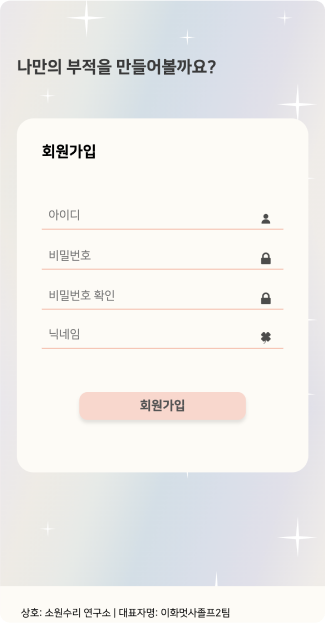 나만의 부적을 만들어볼까요?
회원가입
아이디
비밀번호
비밀번호 확인
닉네임
회원가입
상호: 소원수리 연구소 | 대표자명: 이화멋사졸프2팀